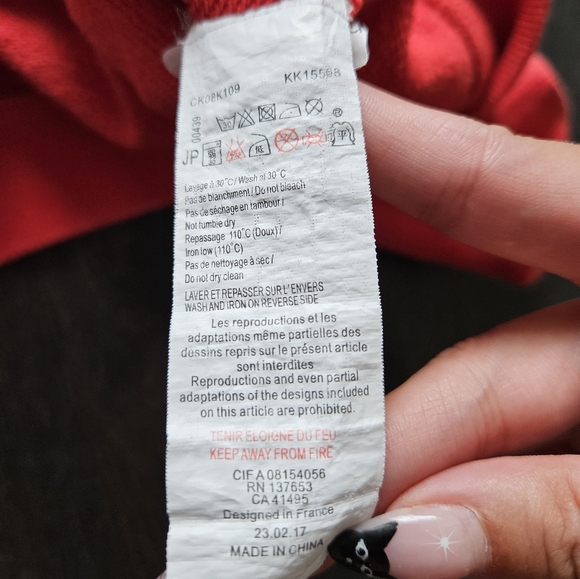 CK08K109 KK15598
00439
30
JP
Lavage à 30°C / Wash at 30°C
Pas de blanchiment / Do not bleach
Pas de séchage en tambour /
Not tumble dry
Repassage 110°C (Doux) /
Iron low (110°C)
Pas de nettoyage à sec /
Do not dry clean
LAVER ET REPASSER SUR L'ENVERS
WASH AND IRON ON REVERSE SIDE
Les reproductions et les
adaptations même partielles des
dessins repris sur le présent article
sont interdites
Reproductions and even partial
adaptations of the designs included
on this article are prohibited.
TENIR ELOIGNE DU FEU
KEEP AWAY FROM FIRE
CIF A 08154056
RN 137653
CA 41495
Designed in France
23.02.17
MADE IN CHINA